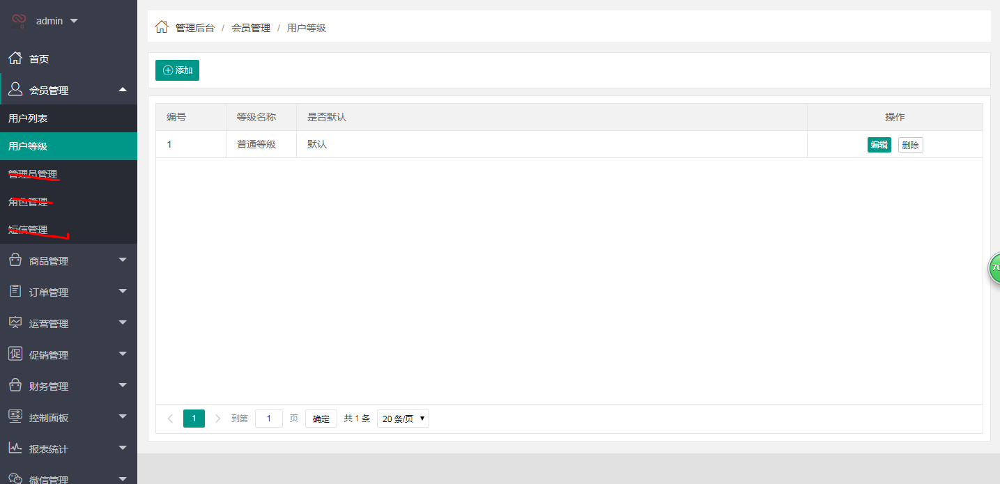 admin
首页
会员管理
用户列表
用户等级
管理员管理
角色管理
短信管理
商品管理
订单管理
运营管理
促 促销管理
财务管理
控制面板
报表统计
微信管理
管理后台 / 会员管理 / 用户等级
添加
编号 等级名称 是否默认 操作
1 普通等级 默认 编辑 删除
1 到第 1 页 确定 共 1 条 20 条/页